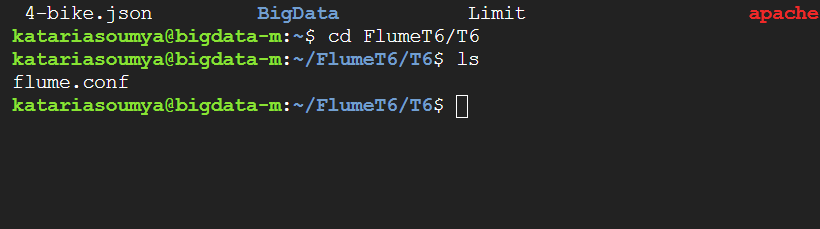 4-bike.json BigData Limit apache
katariasoumya@bigdata-m:~$ cd FlumeT6/T6
katariasoumya@bigdata-m:~/FlumeT6/T6$ ls
flume.conf
katariasoumya@bigdata-m:~/FlumeT6/T6$